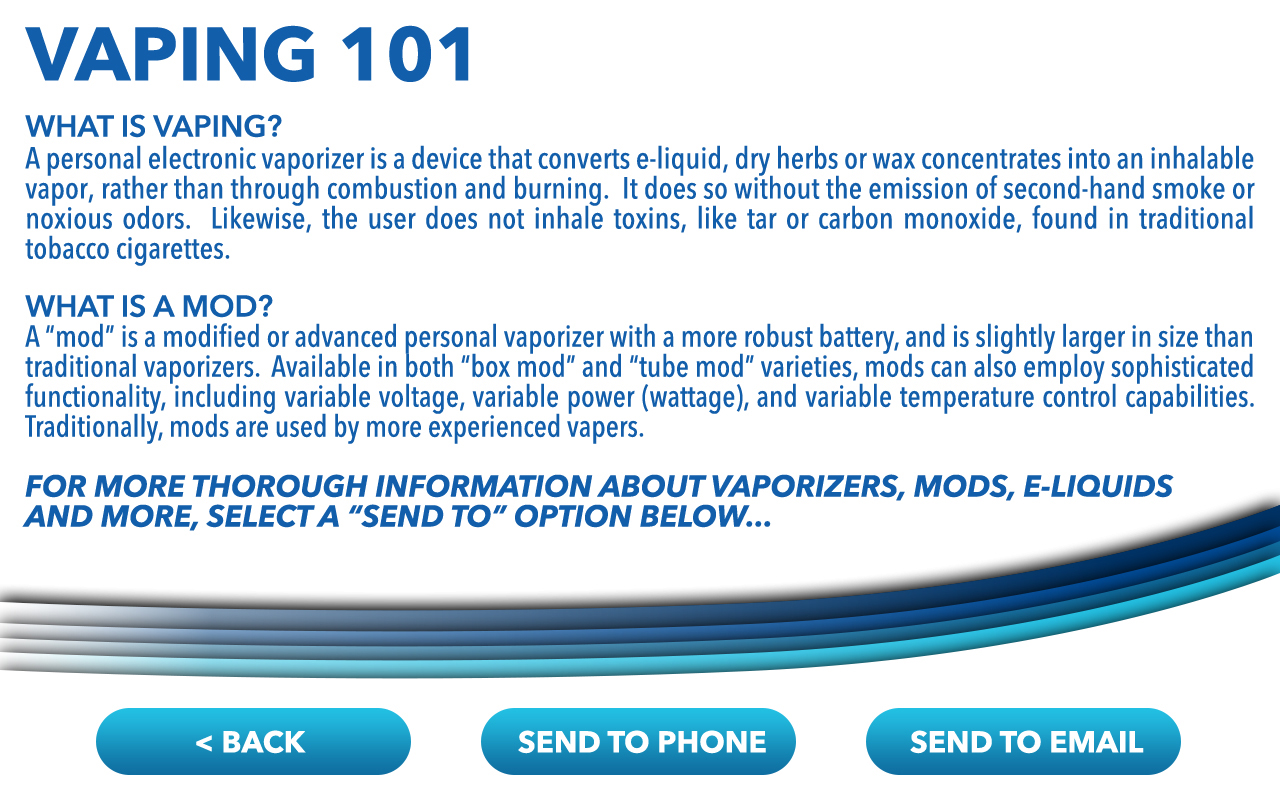 VAPING 101
WHAT IS VAPING?
A personal electronic vaporizer is a device that converts e-liquid, dry herbs or wax concentrates into an inhalable
vapor, rather than through combustion and burning.  It does so without the emission of second-hand smoke or
noxious odors.  Likewise, the user does not inhale toxins, like tar or carbon monoxide, found in traditional
tobacco cigarettes.
WHAT IS A MOD?
A “mod” is a modified or advanced personal vaporizer with a more robust battery, and is slightly larger in size than
traditional vaporizers.  Available in both “box mod” and “tube mod” varieties, mods can also employ sophisticated
functionality, including variable voltage, variable power (wattage), and variable temperature control capabilities.
Traditionally, mods are used by more experienced vapers.
FOR MORE THOROUGH INFORMATION ABOUT VAPORIZERS, MODS, E-LIQUIDS
AND MORE, SELECT A “SEND TO” OPTION BELOW...
< BACK
SEND TO PHONE
SEND TO EMAIL